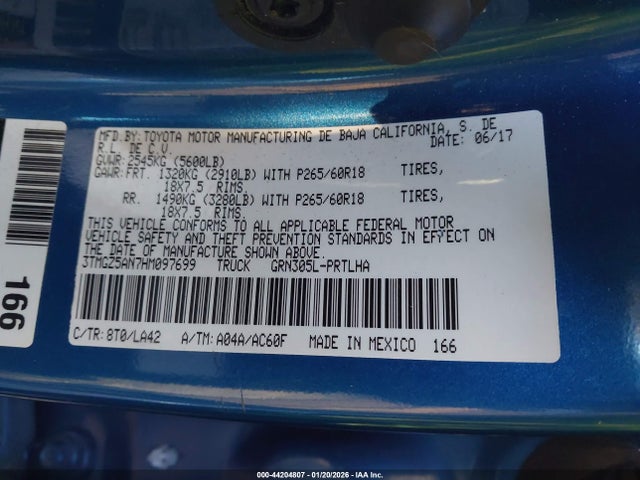 MFD.BY:TOYOTA MOTOR MANUFACTURING DE BAJA CALIFORNIA, S. DE
R.L. DE C.V. DATE: 06/17
GVWR:2545KG (5600LB)
GAWR:FRT. 1320KG (2910LB) WITH P265/60R18 TIRES,
18X7.5 RIMS.
RR. 1490KG (3280LB) WITH P265/60R18 TIRES,
18X7.5 RIMS.
THIS VEHICLE CONFORMS TO ALL APPLICABLE FEDERAL MOTOR
VEHICLE SAFETY AND THEFT PREVENTION STANDARDS IN EFFECT ON
THE DATE OF MANUFACTURE SHOWN ABOVE.
3TMGZ5AN7HM097699 TRUCK GRN305L-PRTLHA
C/TR:8T0/LA42 A/TM:A04A/AC60F MADE IN MEXICO 166
166
000-44204807 - 01/20/2026 - IAA Inc.